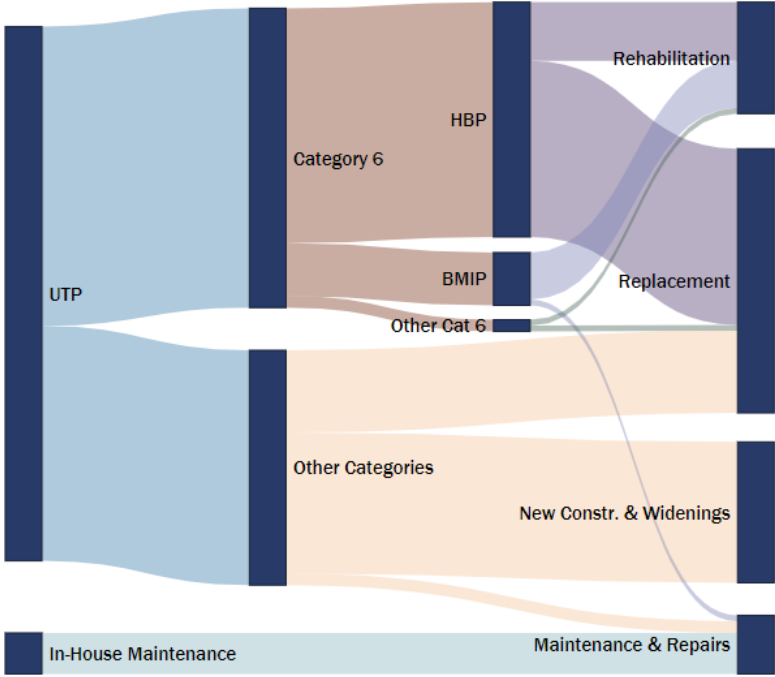 Rehabilitation
HBP
Category 6
BMIP
Replacement
UTP
Other Cat 6
Other Categories
New Constr. & Widenings
Maintenance & Repairs
In-House Maintenance